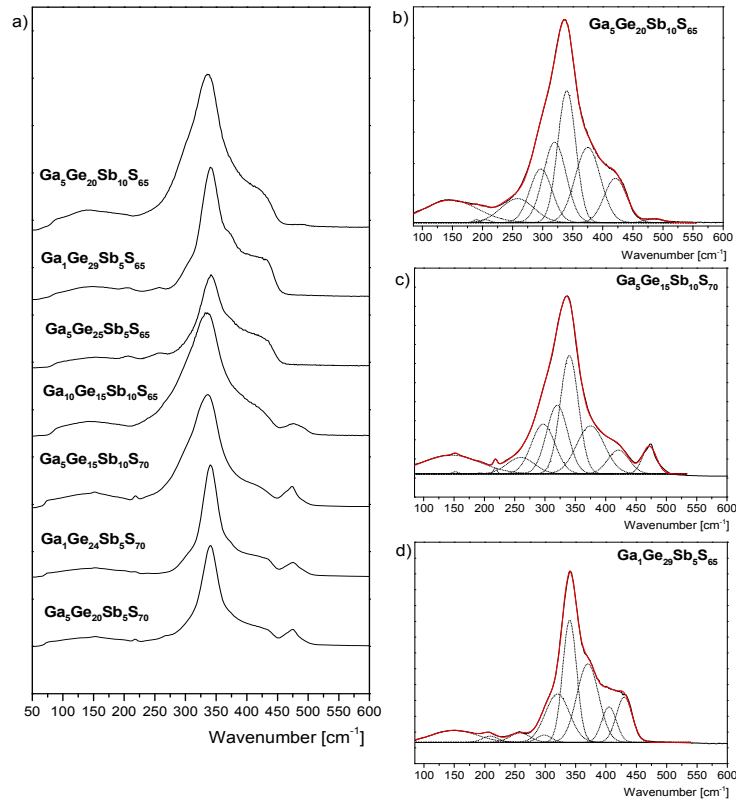 a)
Ga5Ge20Sb10S65
Ga1Ge29Sb5S65
Ga5Ge25Sb5S65
Ga10Ge15Sb10S65
Ga5Ge15Sb10S70
Ga1Ge24Sb5S70
Ga5Ge20Sb5S70
50 100 150 200 250 300 350 400 450 500 550 600
Wavenumber [cm-1]
b)
Ga5Ge20Sb10S65
100 150 200 250 300 350 400 450 500 550 600
Wavenumber [cm-1]
c)
Ga5Ge15Sb10S70
100 150 200 250 300 350 400 450 500 550 600
Wavenumber [cm-1]
d)
Ga1Ge29Sb5S65
100 150 200 250 300 350 400 450 500 550 600
Wavenumber [cm-1]